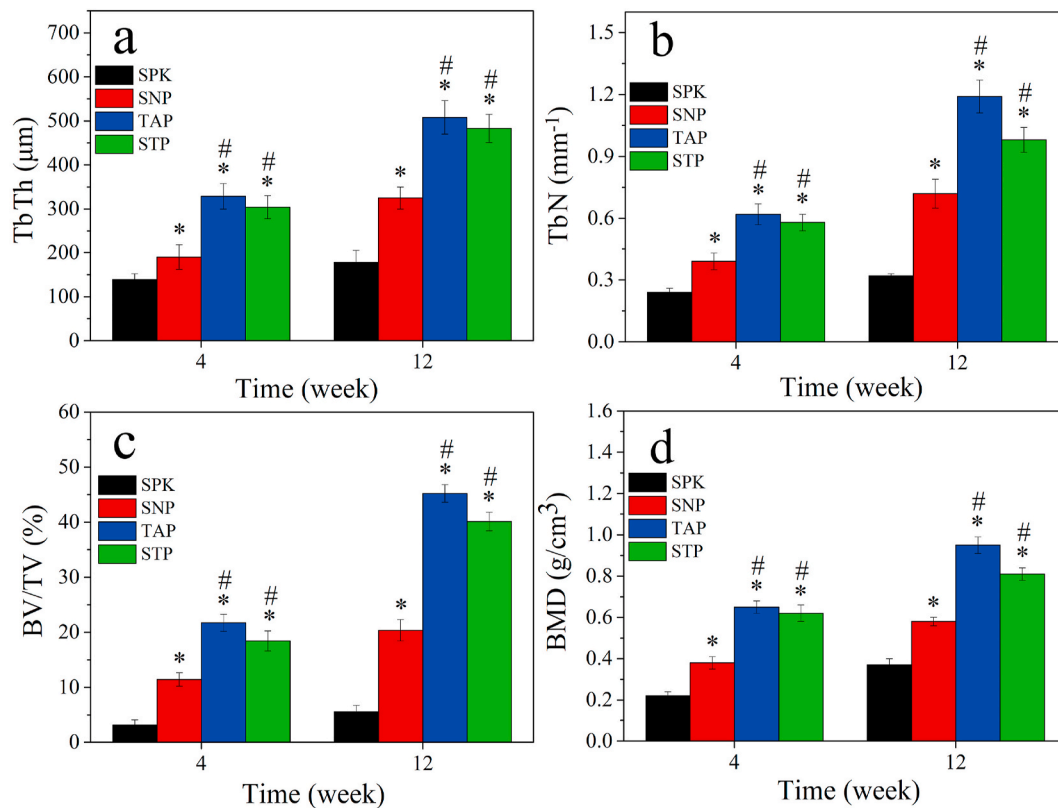 a
700
600
500
400
300
200
100
0
TbTh (μm)
SPK
SNP
TAP
STP
*
# *
# *
*
# *
# *
4 12
Time (week)
b
1.5
1.2
0.9
0.6
0.3
0.0
TbN (mm⁻¹)
SPK
SNP
TAP
STP
*
# *
# *
*
# *
# *
4 12
Time (week)
c
60
50
40
30
20
10
0
BV/TV (%)
SPK
SNP
TAP
STP
*
# *
# *
*
# *
# *
4 12
Time (week)
d
1.6
1.4
1.2
1.0
0.8
0.6
0.4
0.2
0.0
BMD (g/cm³)
SPK
SNP
TAP
STP
*
# *
# *
*
# *
# *
4 12
Time (week)